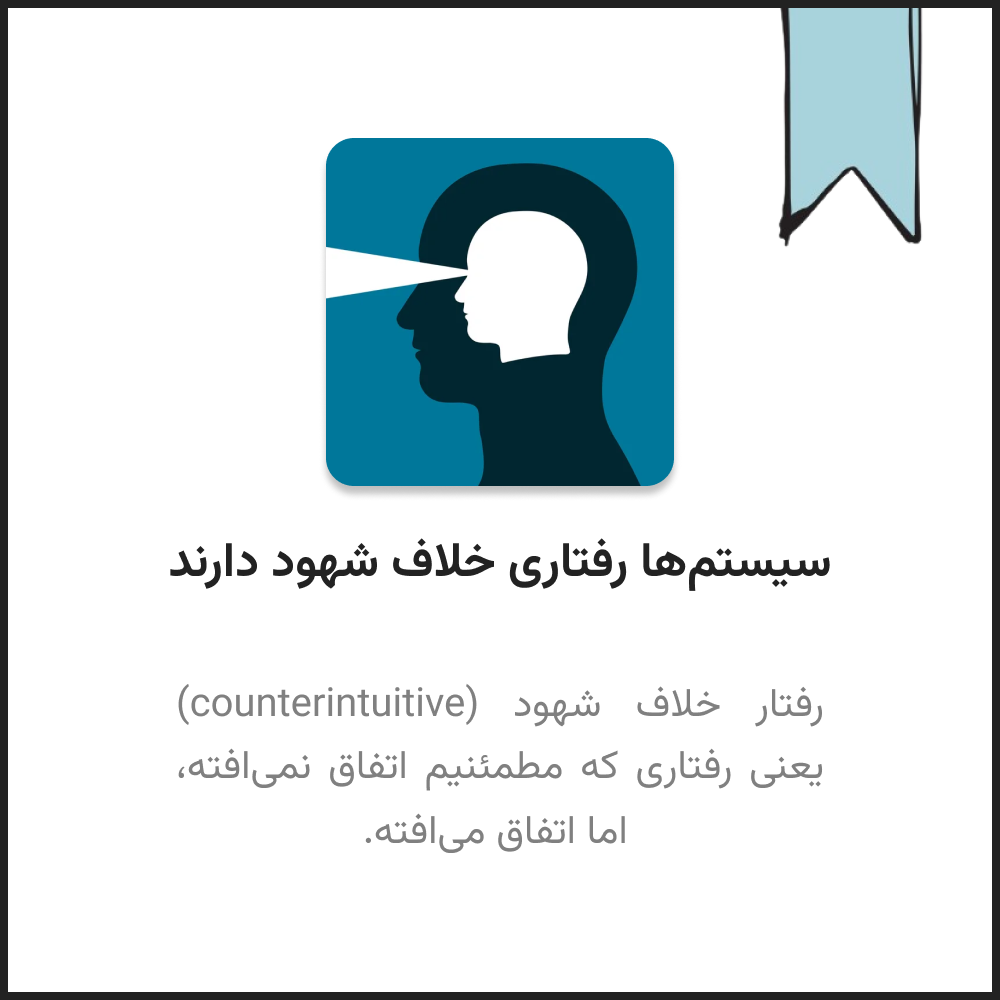 سیستم‌ها رفتاری خلاف شهود دارند
رفتار خلاف شهود (counterintuitive)
یعنی رفتاری که مطمئنیم اتفاق نمی‌افته،
اما اتفاق می‌افته.